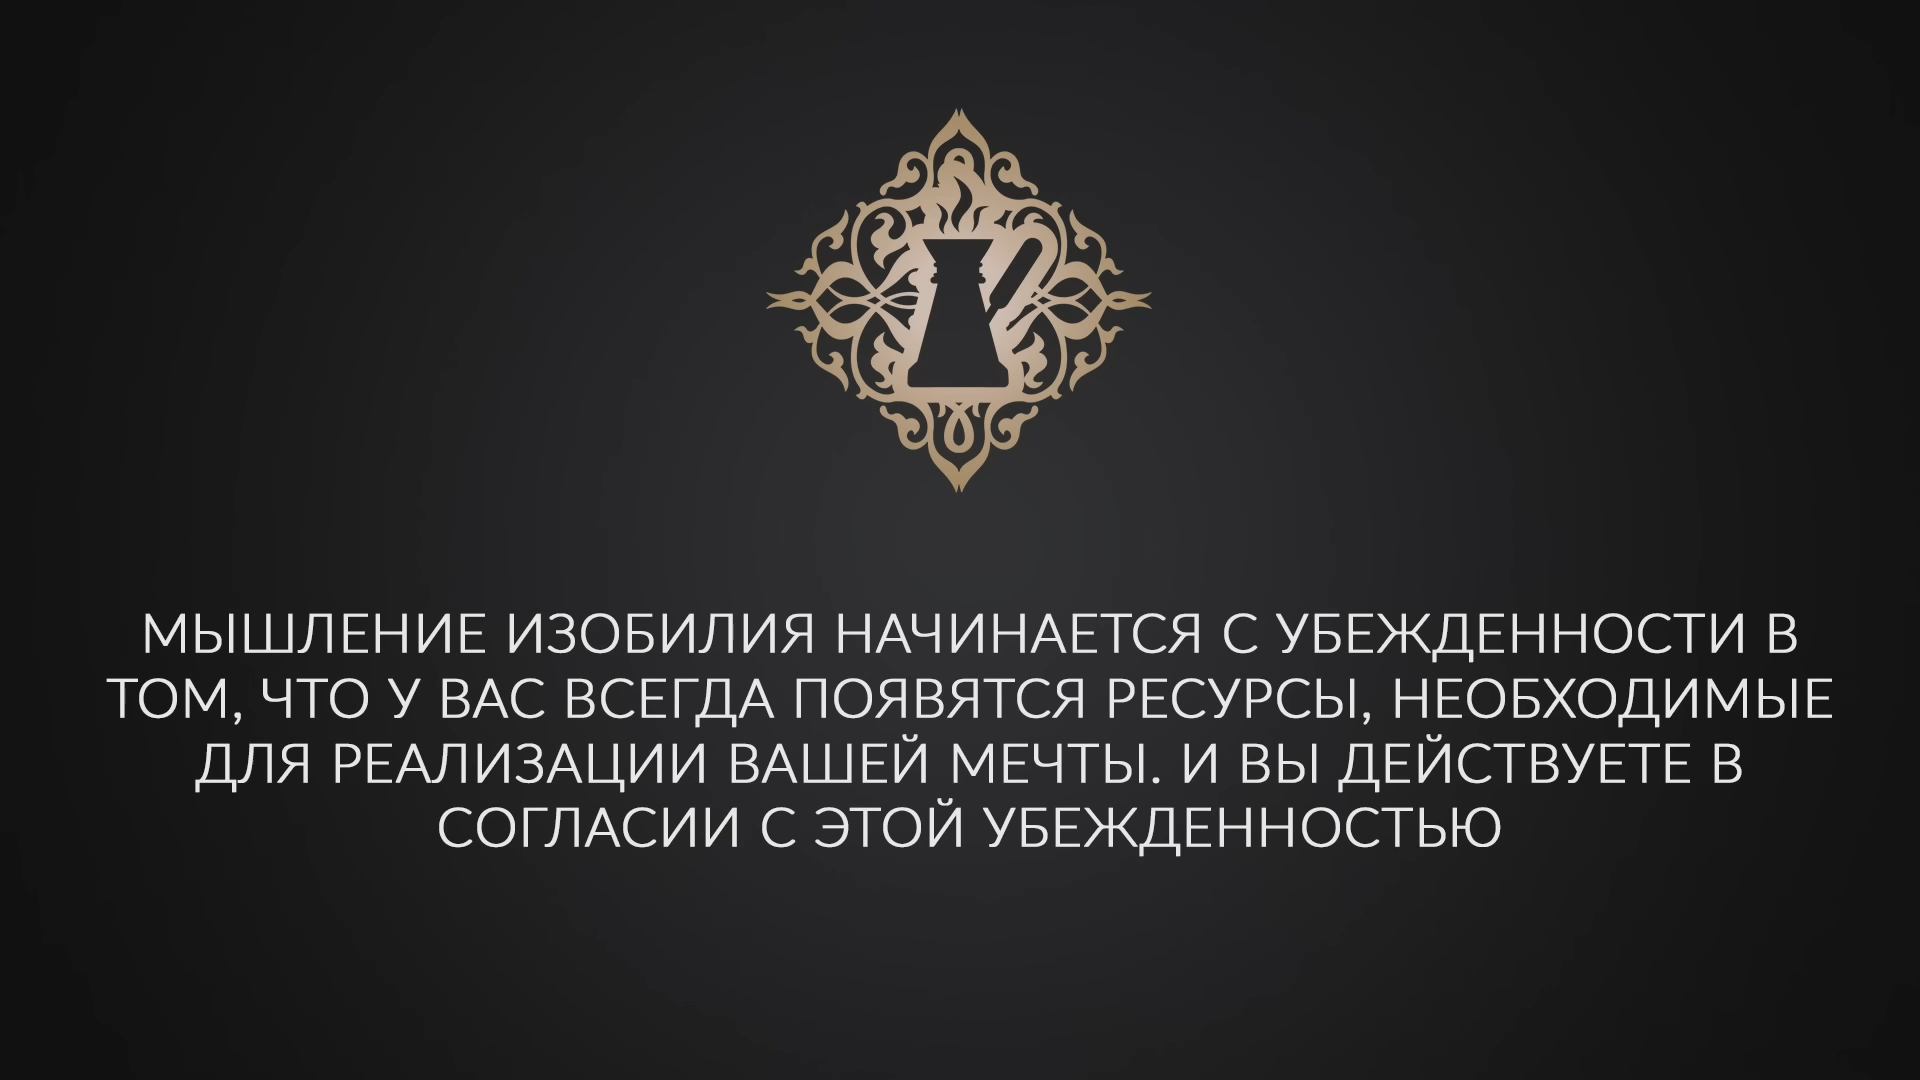 МЫШЛЕНИЕ ИЗОБИЛИЯ НАЧИНАЕТСЯ С УБЕЖДЕННОСТИ В
ТОМ, ЧТО У ВАС ВСЕГДА ПОЯВЯТСЯ РЕСУРСЫ, НЕОБХОДИМЫЕ
ДЛЯ РЕАЛИЗАЦИИ ВАШЕЙ МЕЧТЫ. И ВЫ ДЕЙСТВУЕТЕ В
СОГЛАСИИ С ЭТОЙ УБЕЖДЕННОСТЬЮ